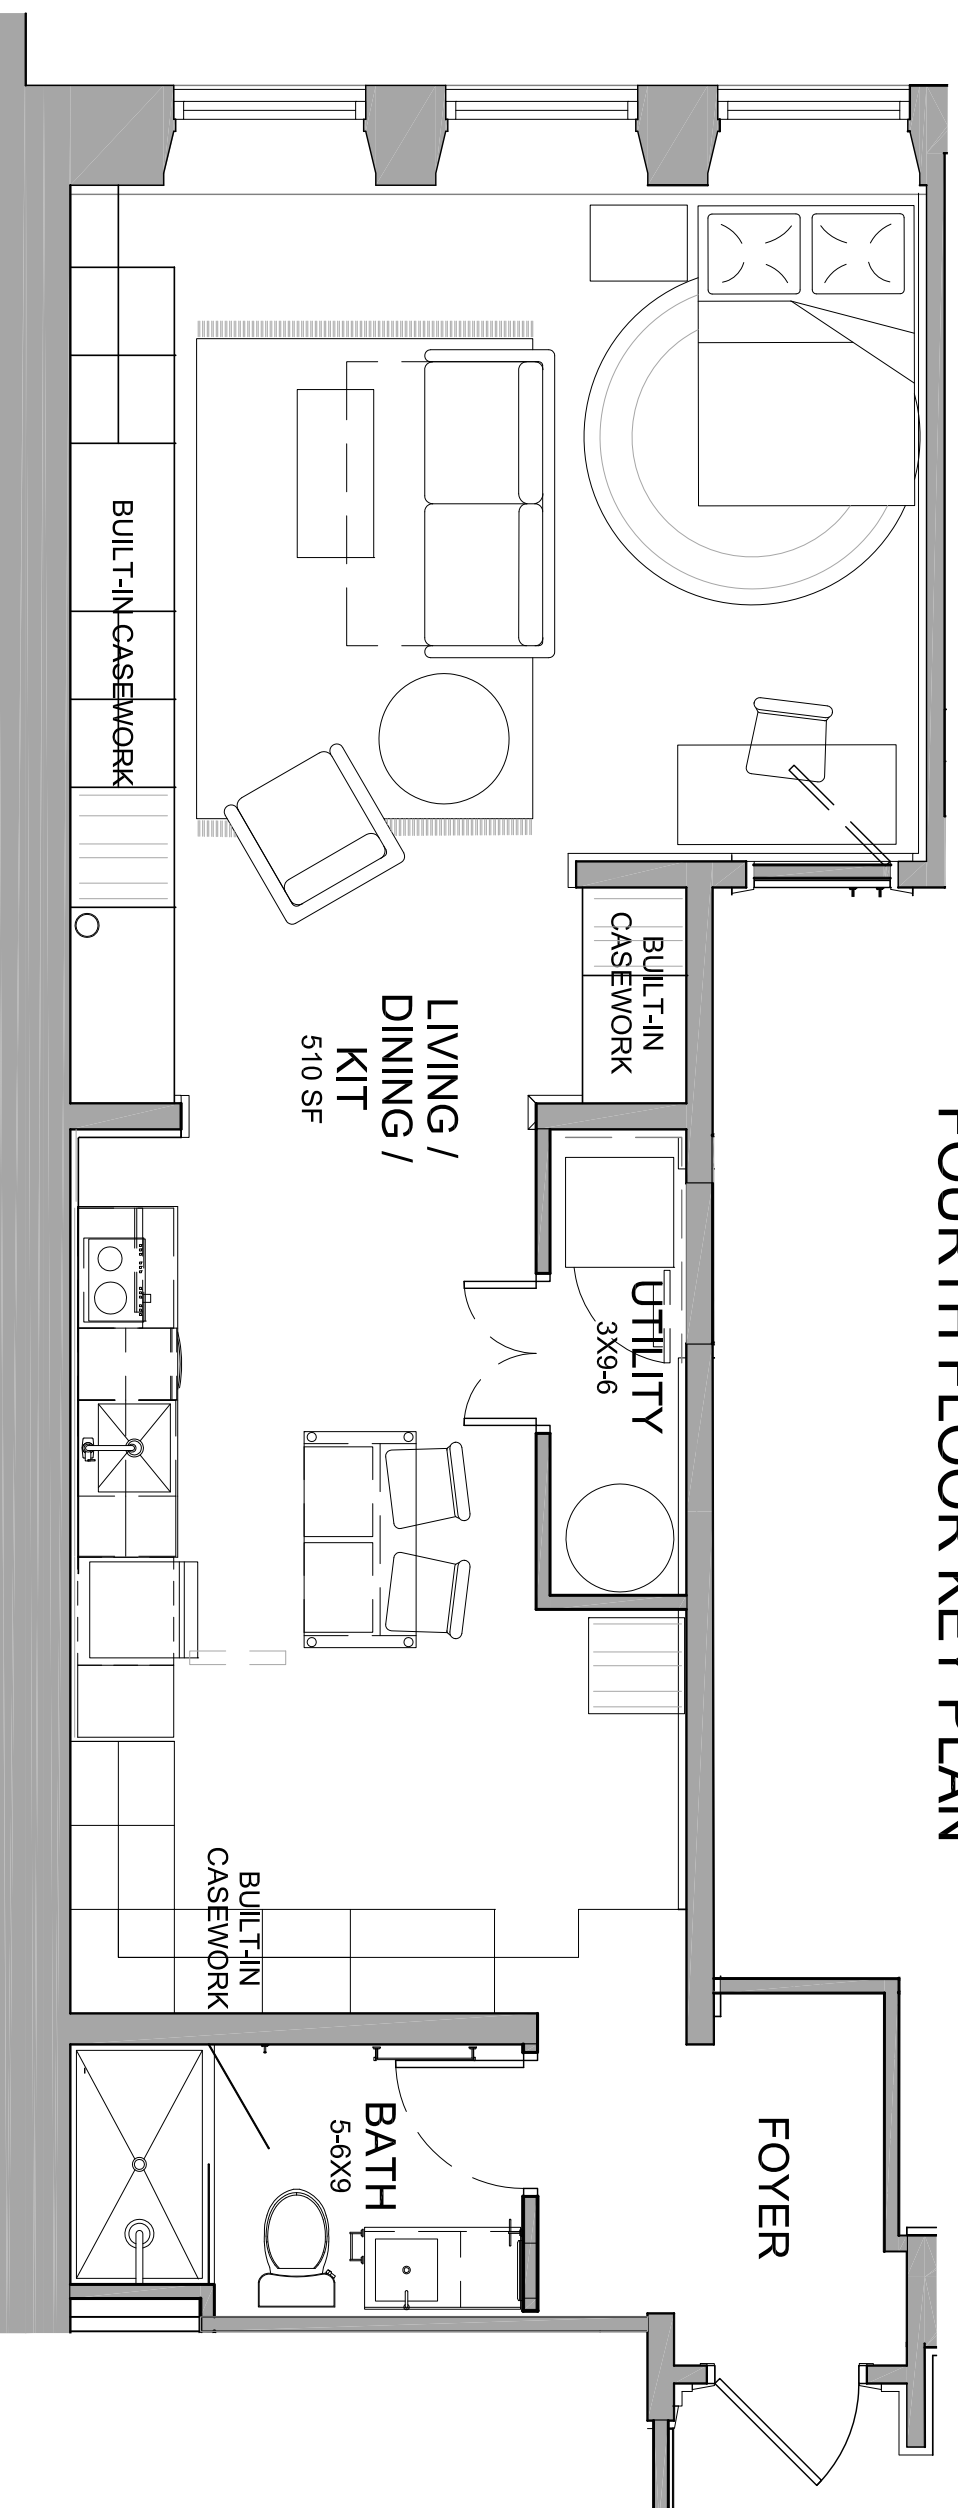 FOURTH FLOOR KEY PLAN
BUILT-IN CASEWORK
BUILT-IN
CASEWORK
LIVING /
DINING /
KIT
510 SF
UTILITY
3X9-6
BUILT-IN
CASEWORK
BATH
5-6X9
FOYER